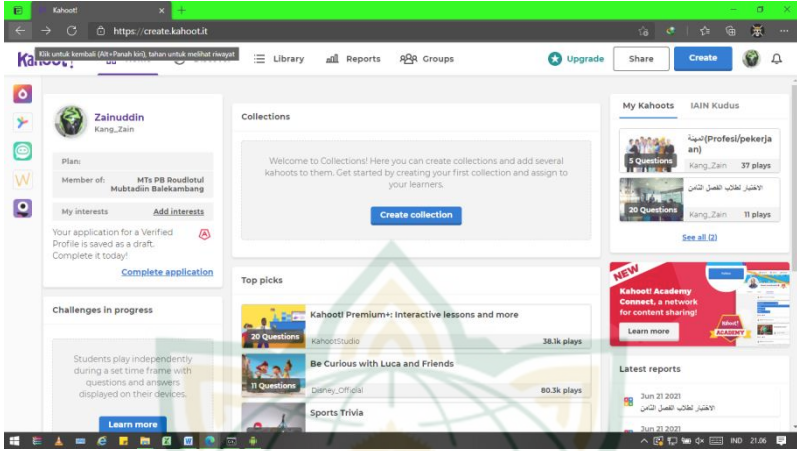 Kahoot!
https://create.kahoot.it
Klik untuk kembali (Alt+Panah kiri), tahan untuk melihat riwayat
Library
Reports
Groups
Upgrade
Share
Create
Zainuddin
Kang_Zain
Plan:
Member of: MTs PB Roudlotul
Mubtadiin Balekambang
My interests Add interests
Your application for a Verified
Profile is saved as a draft.
Complete it today!
Complete application
Challenges in progress
Students play independently
during a set time frame with
questions and answers
displayed on their devices.
Learn more
Collections
Welcome to Collections! Here you can create collections and add several
kahoots to them. Get started by creating your first collection and assign to
your learners.
Create collection
Top picks
Kahoot! Premium+: Interactive lessons and more
20 Questions
KahootStudio 38.1k plays
Be Curious with Luca and Friends
11 Questions
Disney_Official 80.3k plays
Sports Trivia
My Kahoots IAIN Kudus
المهنة(Profesi/pekerja
an)
5 Questions
Kang_Zain 37 plays
الاختبار لطلاب الفصل الثامن
20 Questions
Kang_Zain 11 plays
See all (2)
NEW
Kahoot! Academy
Connect, a network
for content sharing!
Learn more
Kahoot!
ACADEMY
Latest reports
Jun 21 2021
الاختبار لطلاب الفصل الثامن
Jun 21 2021
IND 21.06